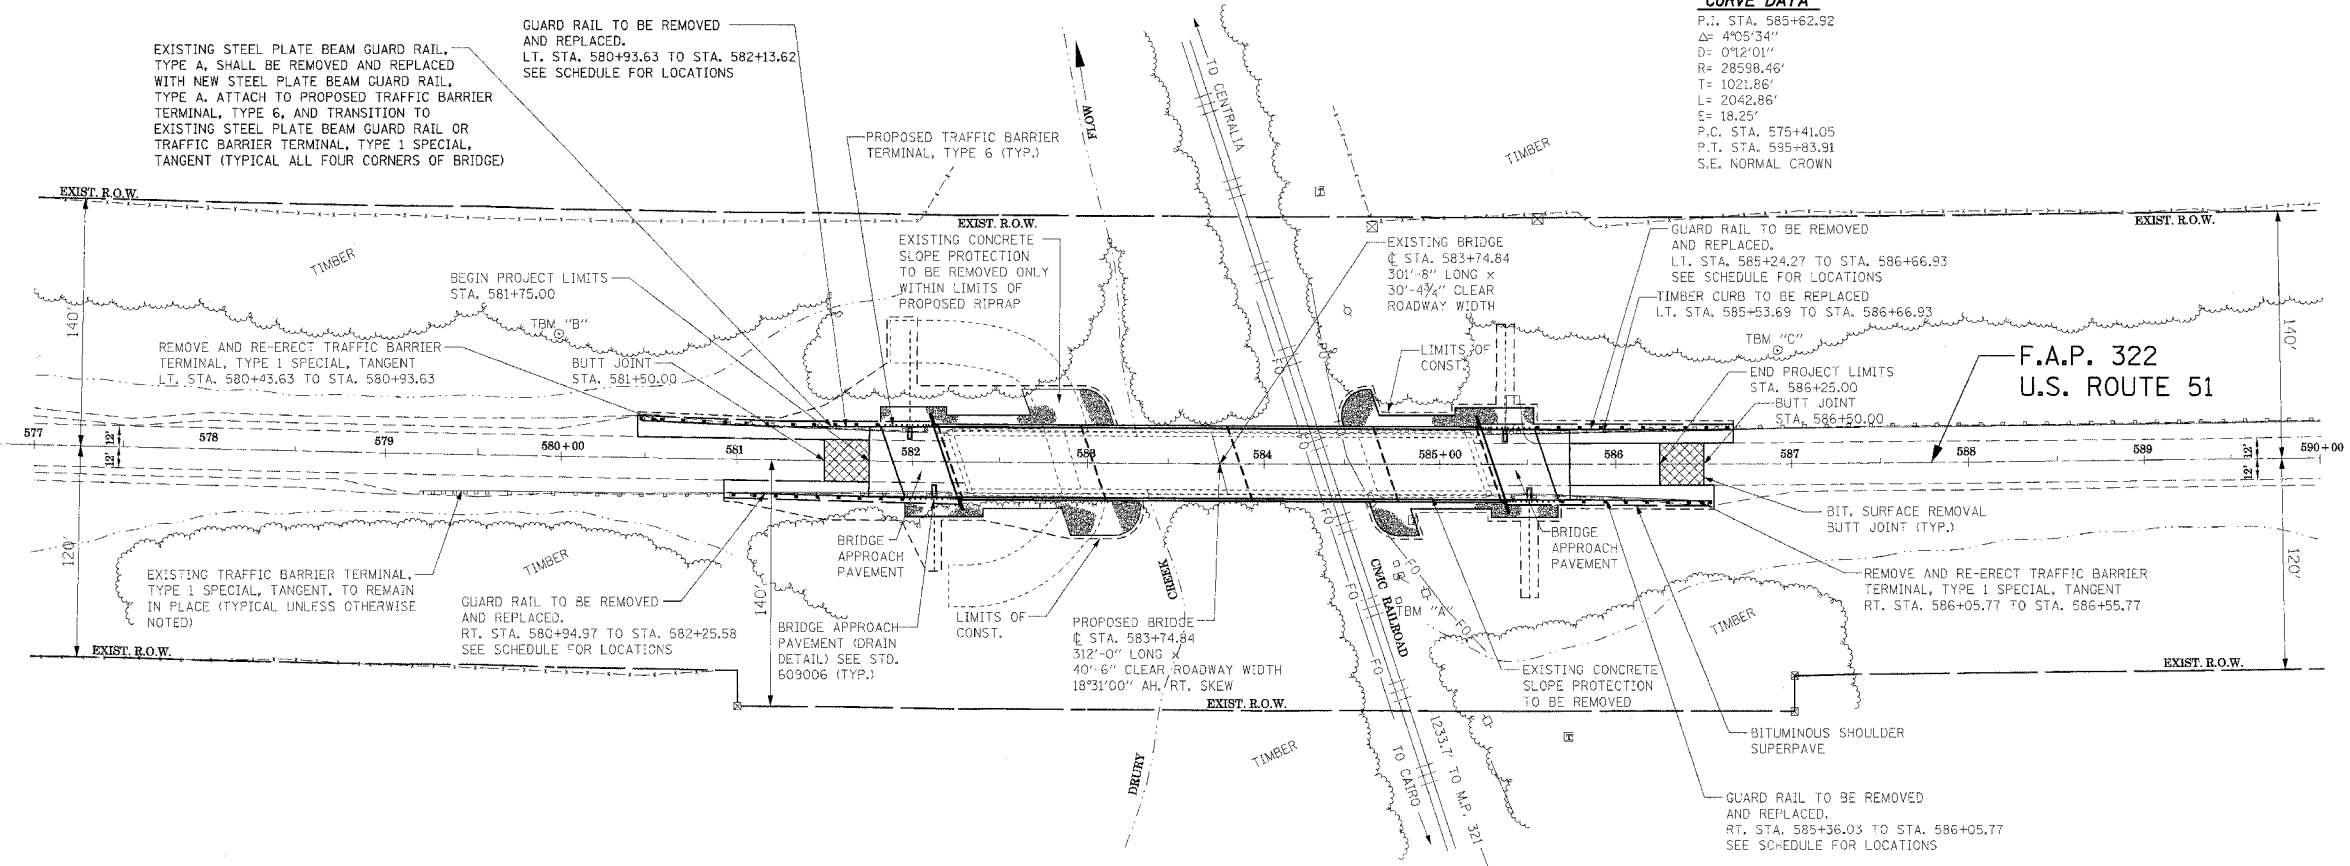 CURVE DATA
P.I. STA. 585+62.92
Δ= 4°05'34"
D= 0°12'01"
R= 28598.46'
T= 1021.86'
L= 2042.86'
E= 18.25'
P.C. STA. 575+41.05
P.T. STA. 595+83.91
S.E. NORMAL CROWN
GUARD RAIL TO BE REMOVED
AND REPLACED.
LT. STA. 580+93.63 TO STA. 582+13.62
SEE SCHEDULE FOR LOCATIONS
EXISTING STEEL PLATE BEAM GUARD RAIL,
TYPE A, SHALL BE REMOVED AND REPLACED
WITH NEW STEEL PLATE BEAM GUARD RAIL,
TYPE A. ATTACH TO PROPOSED TRAFFIC BARRIER
TERMINAL, TYPE 6, AND TRANSITION TO
EXISTING STEEL PLATE BEAM GUARD RAIL OR
TRAFFIC BARRIER TERMINAL, TYPE 1 SPECIAL,
TANGENT (TYPICAL ALL FOUR CORNERS OF BRIDGE)
PROPOSED TRAFFIC BARRIER
TERMINAL, TYPE 6 (TYP.)
FLOW
TO CENTRALIA
TIMBER
EXIST. R.O.W.
EXIST. R.O.W.
EXIST. R.O.W.
EXISTING CONCRETE
SLOPE PROTECTION
TO BE REMOVED ONLY
WITHIN LIMITS OF
PROPOSED RIPRAP
EXISTING BRIDGE
℄ STA. 583+74.84
301'-8" LONG x
30'-4¾" CLEAR
ROADWAY WIDTH
GUARD RAIL TO BE REMOVED
AND REPLACED.
LT. STA. 585+24.27 TO STA. 586+66.93
SEE SCHEDULE FOR LOCATIONS
TIMBER CURB TO BE REPLACED
LT. STA. 585+53.69 TO STA. 586+66.93
TIMBER
BEGIN PROJECT LIMITS
STA. 581+75.00
140'
140'
TBM "B"
TBM "C"
REMOVE AND RE-ERECT TRAFFIC BARRIER
TERMINAL, TYPE 1 SPECIAL, TANGENT
LT. STA. 580+43.63 TO STA. 580+93.63
BUTT JOINT
STA. 581+50.00
LIMITS OF
CONST.
END PROJECT LIMITS
STA. 586+25.00
BUTT JOINT
STA. 586+50.00
F.A.P. 322
U.S. ROUTE 51
577
12'
12'
578
579
580+00
581
582
583
584
585+00
586
587
588
589
12'
12'
590+00
FO
FO
FO
FO
FO
FO
FO
BIT. SURFACE REMOVAL
BUTT JOINT (TYP.)
BRIDGE
APPROACH
PAVEMENT
BRIDGE
APPROACH
PAVEMENT
120'
120'
TIMBER
EXISTING TRAFFIC BARRIER TERMINAL,
TYPE 1 SPECIAL, TANGENT, TO REMAIN
IN PLACE (TYPICAL UNLESS OTHERWISE
NOTED)
GUARD RAIL TO BE REMOVED
AND REPLACED.
RT. STA. 580+94.97 TO STA. 582+25.58
SEE SCHEDULE FOR LOCATIONS
140'
BRIDGE APPROACH
PAVEMENT (DRAIN
DETAIL) SEE STD.
609006 (TYP.)
LIMITS OF
CONST.
CREEK
PROPOSED BRIDGE
℄ STA. 583+74.84
312'-0" LONG x
40'-6" CLEAR ROADWAY WIDTH
18°31'00" AH. RT. SKEW
CN/IC RAILROAD
TBM "A"
REMOVE AND RE-ERECT TRAFFIC BARRIER
TERMINAL, TYPE 1 SPECIAL, TANGENT
RT. STA. 586+05.77 TO STA. 586+55.77
TIMBER
EXISTING CONCRETE
SLOPE PROTECTION
TO BE REMOVED
EXIST. R.O.W.
EXIST. R.O.W.
EXIST. R.O.W.
BITUMINOUS SHOULDER
SUPERPAVE
DRURY
TIMBER
TO CAIRO
1233.7' TO M.P. 321
GUARD RAIL TO BE REMOVED
AND REPLACED.
RT. STA. 585+36.03 TO STA. 586+05.77
SEE SCHEDULE FOR LOCATIONS